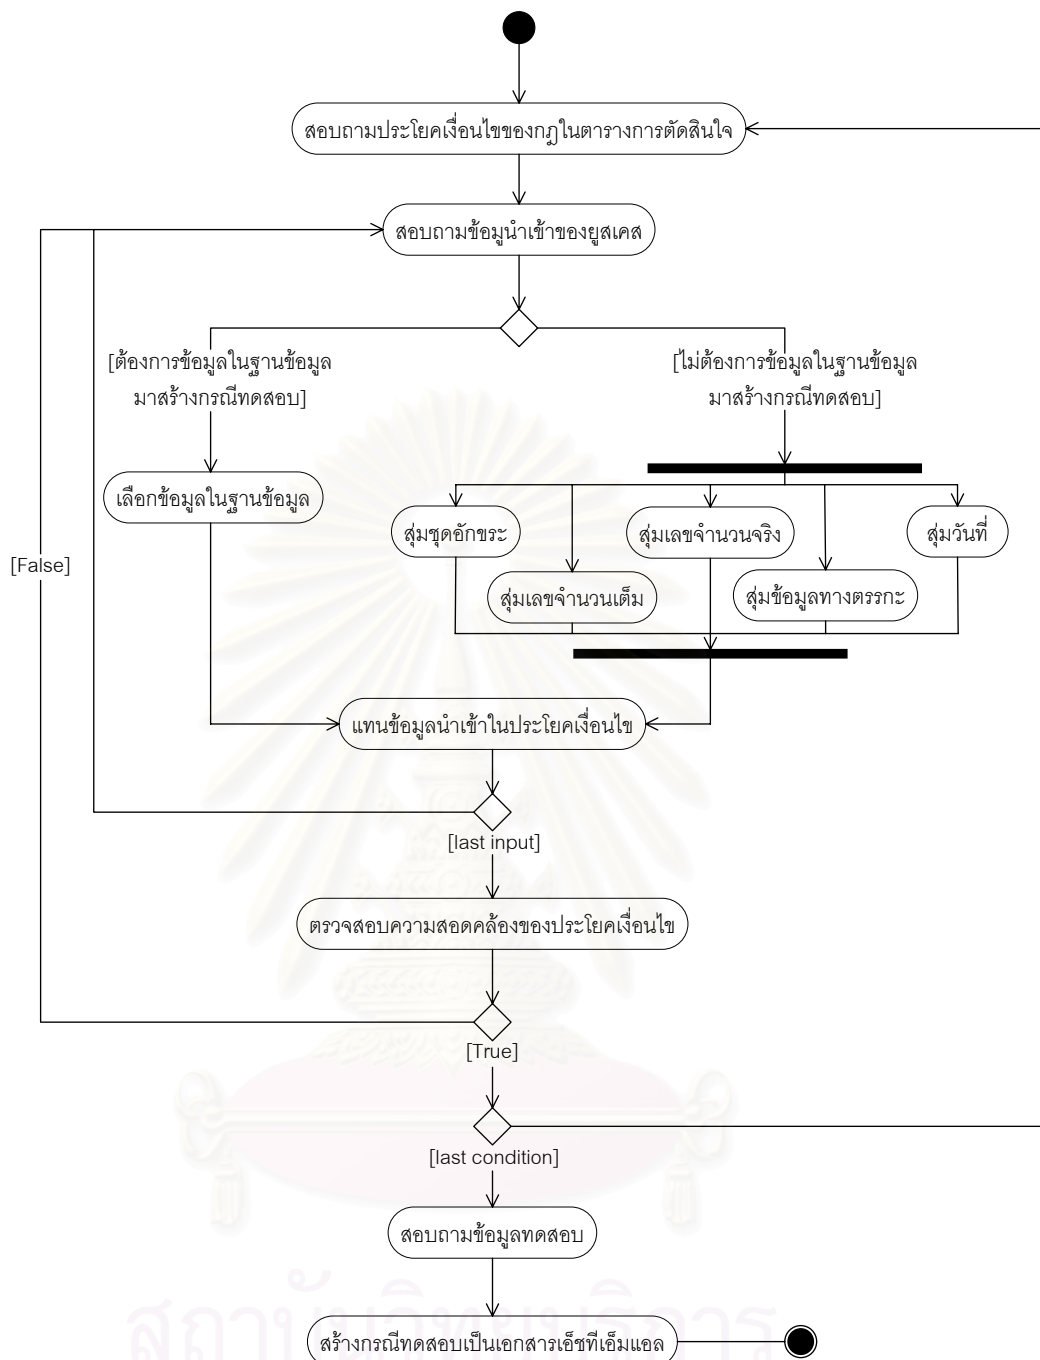 สอบถามประโยคเงื่อนไขของกฎในตารางการตัดสินใจ
สอบถามข้อมูนำเข้าของยูสเคส
[ต้องการข้อมูลในฐานข้อมูล
มาสร้างกรณีทดสอบ]
[ไม่ต้องการข้อมูลในฐานข้อมูล
มาสร้างกรณีทดสอบ]
เลือกข้อมูลในฐานข้อมูล
สุ่มชุดอักขระ
สุ่มเลขจำนวนจริง
สุ่มวันที่
[False]
สุ่มเลขจำนวนเต็ม
สุ่มข้อมูลทางตรรกะ
แทนข้อมูลนำเข้าในประโยคเงื่อนไข
[last input]
ตรวจสอบความสอดคล้องของประโยคเงื่อนไข
[True]
[last condition]
สอบถามข้อมูลทดสอบ
สถาบันวิทยบริการ
สร้างกรณีทดสอบเป็นเอกสารเอ็ชทีเอ็มแอล